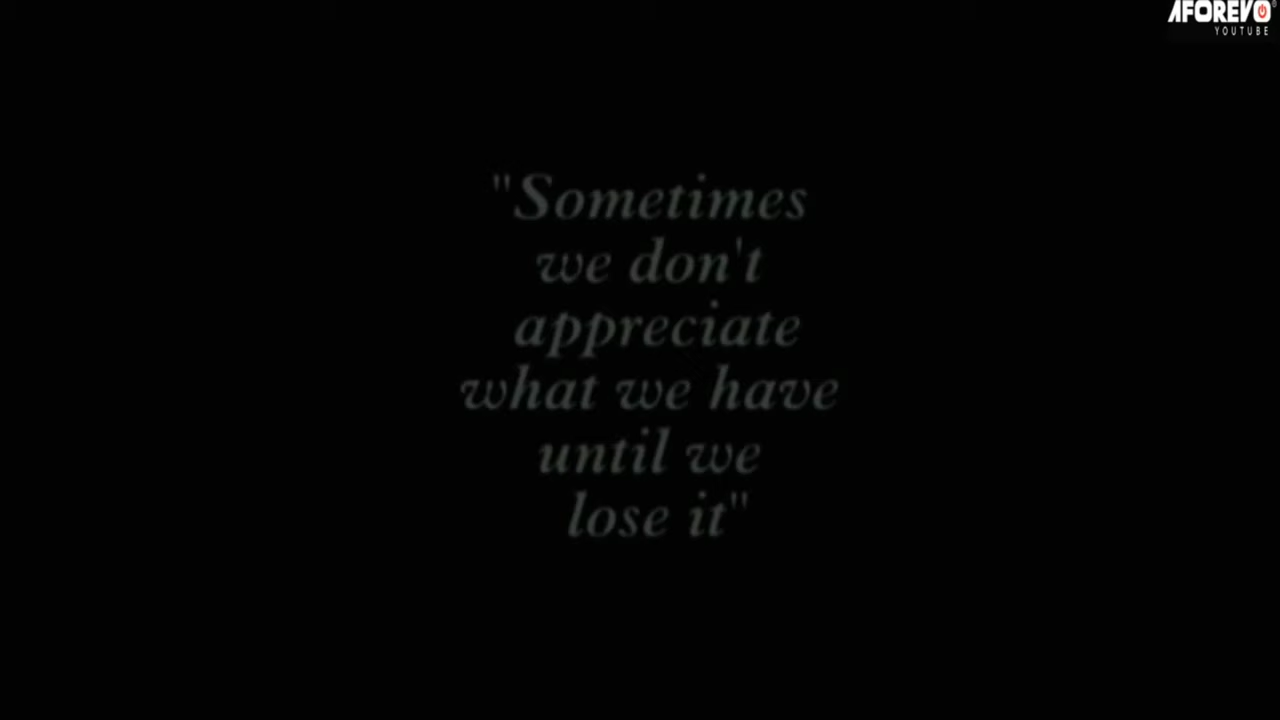 AFOREVO
YOUTUBE
"Sometimes
we don't
appreciate
what we have
until we
lose it"